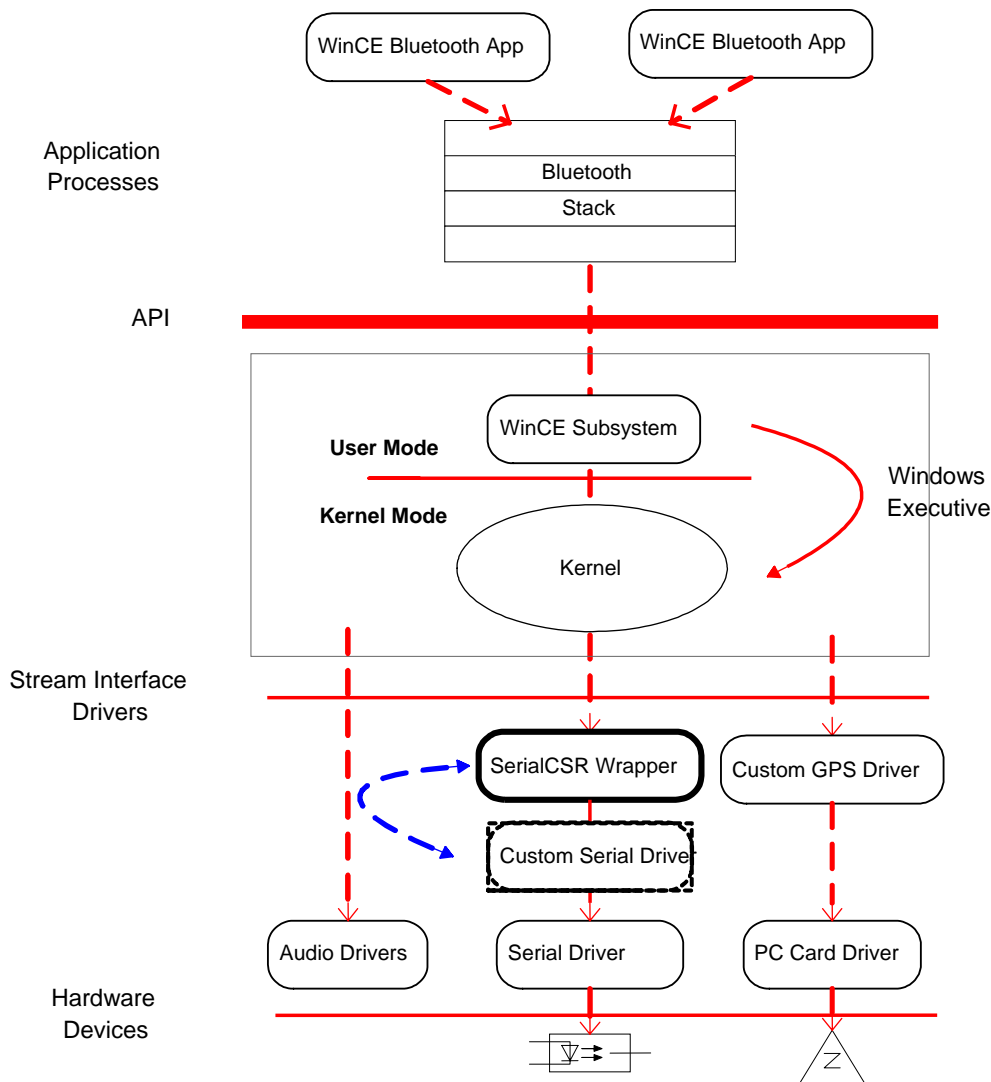 WinCE Bluetooth App
WinCE Bluetooth App
Application
Processes
Bluetooth
Stack
API
WinCE Subsystem
User Mode
Windows
Executive
Kernel Mode
Kernel
Stream Interface
Drivers
SerialCSR Wrapper
Custom GPS Driver
Custom Serial Driver
Audio Drivers
Serial Driver
PC Card Driver
Hardware
Devices